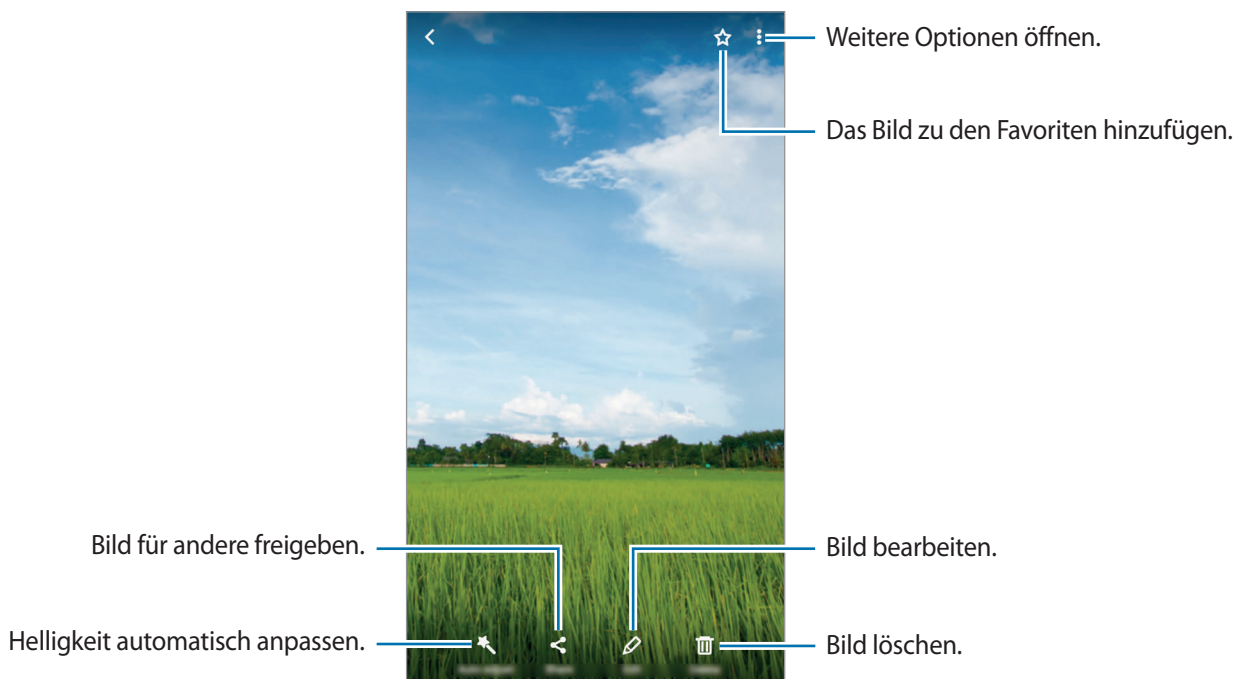 Weitere Optionen öffnen.
Das Bild zu den Favoriten hinzufügen.
Bild für andere freigeben.
Bild bearbeiten.
Helligkeit automatisch anpassen.
Bild löschen.